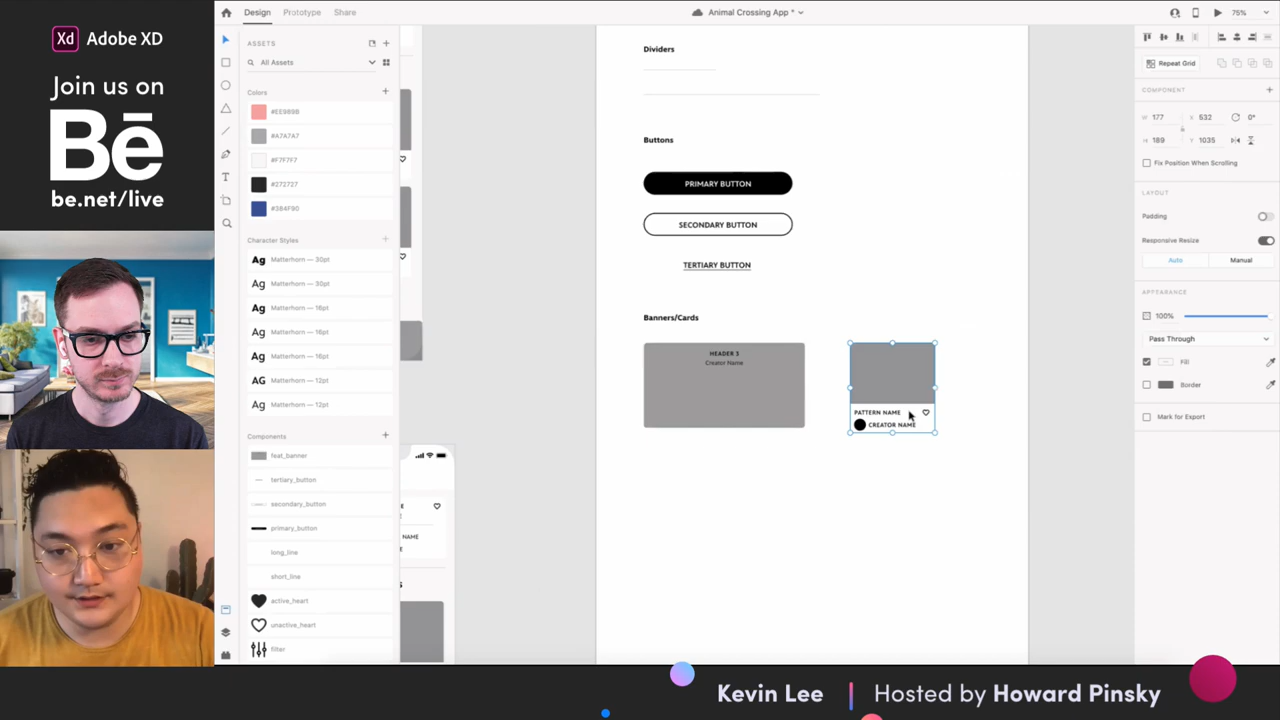 Xd Adobe XD
Join us on
Bē
be.net/live
Design Prototype Share
Animal Crossing App *
75%
ASSETS
All Assets
Colors
#EE9B9B
#A7A7A7
#F7F7F7
#272727
#384F90
Character Styles
Ag Matterhorn — 30pt
Ag Matterhorn — 30pt
Ag Matterhorn — 16pt
Ag Matterhorn — 16pt
Ag Matterhorn — 16pt
AG Matterhorn — 12pt
AG Matterhorn — 12pt
Components
feat_banner
tertiary_button
secondary_button
primary_button
long_line
short_line
active_heart
unactive_heart
filter
AME
Dividers
Buttons
PRIMARY BUTTON
SECONDARY BUTTON
TERTIARY BUTTON
Banners/Cards
HEADER 3
Creator Name
PATTERN NAME
CREATOR NAME
Repeat Grid
COMPONENT
W 177 X 532 0°
H 189 Y 1035
Fix Position When Scrolling
LAYOUT
Padding
Responsive Resize
Auto Manual
APPEARANCE
100%
Pass Through
Fill
Border
Mark for Export
Kevin Lee | Hosted by Howard Pinsky